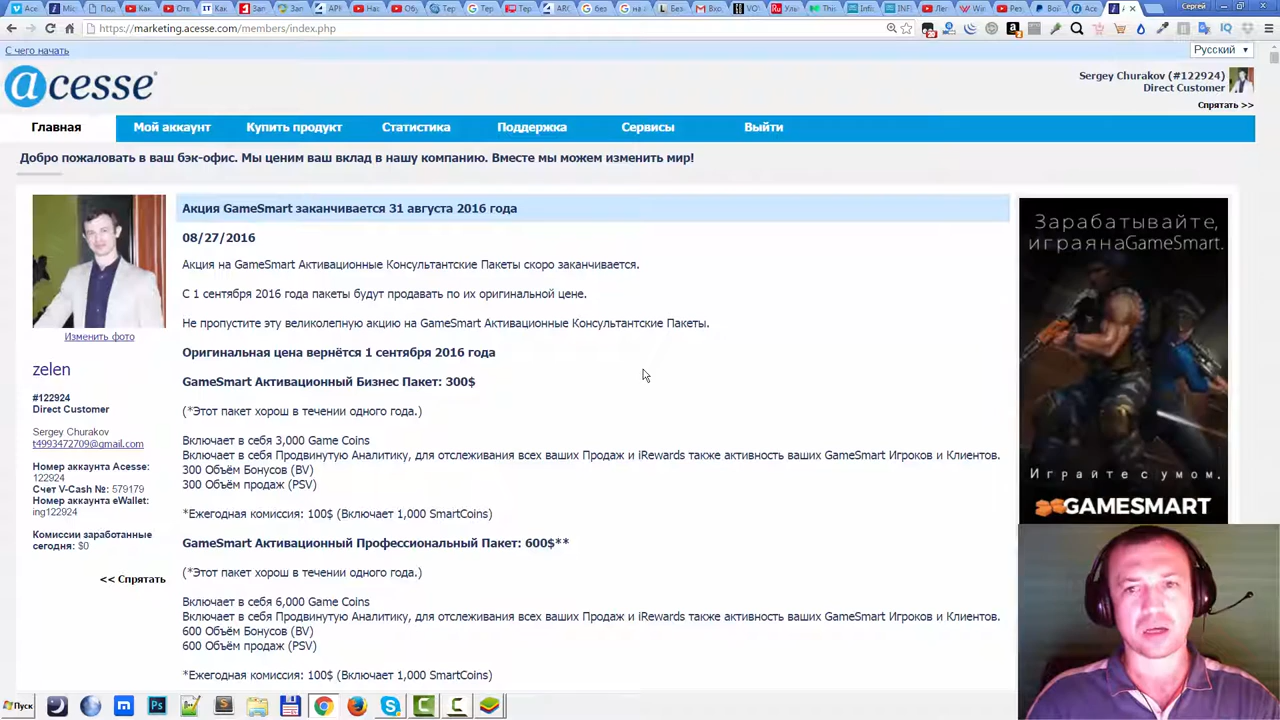 https://marketing.acesse.com/members/index.php
С чего начать
Русский
acesse
Sergey Churakov (#122924)
Direct Customer
Спрятать >>
Главная
Мой аккаунт
Купить продукт
Статистика
Поддержка
Сервисы
Выйти
Добро пожаловать в ваш бэк-офис. Мы ценим ваш вклад в нашу компанию. Вместе мы можем изменить мир!
Изменить фото
zelen
#122924
Direct Customer
Sergey Churakov
t4993472709@gmail.com
Номер аккаунта Acesse:
122924
Счет V-Cash №: 579179
Номер аккаунта eWallet:
ing122924
Комиссии заработанные
сегодня: $0
<< Спрятать
Акция GameSmart заканчивается 31 августа 2016 года
08/27/2016
Акция на GameSmart Активационные Консультантские Пакеты скоро заканчивается.
С 1 сентября 2016 года пакеты будут продавать по их оригинальной цене.
Не пропустите эту великолепную акцию на GameSmart Активационные Консультантские Пакеты.
Оригинальная цена вернётся 1 сентября 2016 года
GameSmart Активационный Бизнес Пакет: 300$
(*Этот пакет хорош в течении одного года.)
Включает в себя 3,000 Game Coins
Включает в себя Продвинутую Аналитику, для отслеживания всех ваших Продаж и iRewards также активность ваших GameSmart Игроков и Клиентов.
300 Объём Бонусов (BV)
300 Объём продаж (PSV)
*Ежегодная комиссия: 100$ (Включает 1,000 SmartCoins)
GameSmart Активационный Профессиональный Пакет: 600$**
(*Этот пакет хорош в течении одного года.)
Включает в себя 6,000 Game Coins
Включает в себя Продвинутую Аналитику, для отслеживания всех ваших Продаж и iRewards также активность ваших GameSmart Игроков и Клиентов.
600 Объём Бонусов (BV)
600 Объём продаж (PSV)
*Ежегодная комиссия: 100$ (Включает 1,000 SmartCoins)
Зарабатывайте,
играянаGameSmart.
Играйте с умом.
GAMESMART
Сергей
Пуск